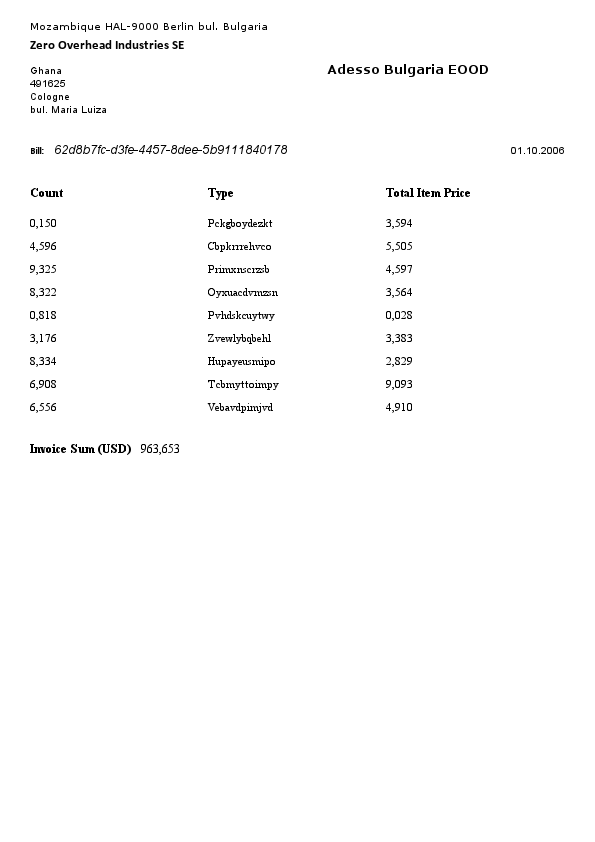 Mozambique HAL-9000 Berlin bul. Bulgaria
Zero Overhead Industries SE
Adesso Bulgaria EOOD
Ghana
491625
Cologne
bul. Maria Luiza
Bill: 62d8b7fc-d3fe-4457-8dee-5b9111840178 01.10.2006
Count Type Total Item Price
0,150 Pckgboydezkt 3,594
4,596 Cbpkrrrehvco 5,505
9,325 Primxnscrzsb 4,597
8,322 Oyxuacdvmzsn 3,564
0,818 Pvhdskcuytwy 0,028
3,176 Zvewlybqbehl 3,383
8,334 Hupayeusmipo 2,829
6,908 Tcbmyttoimpy 9,093
6,556 Vebavdpimjvd 4,910
Invoice Sum (USD) 963,653